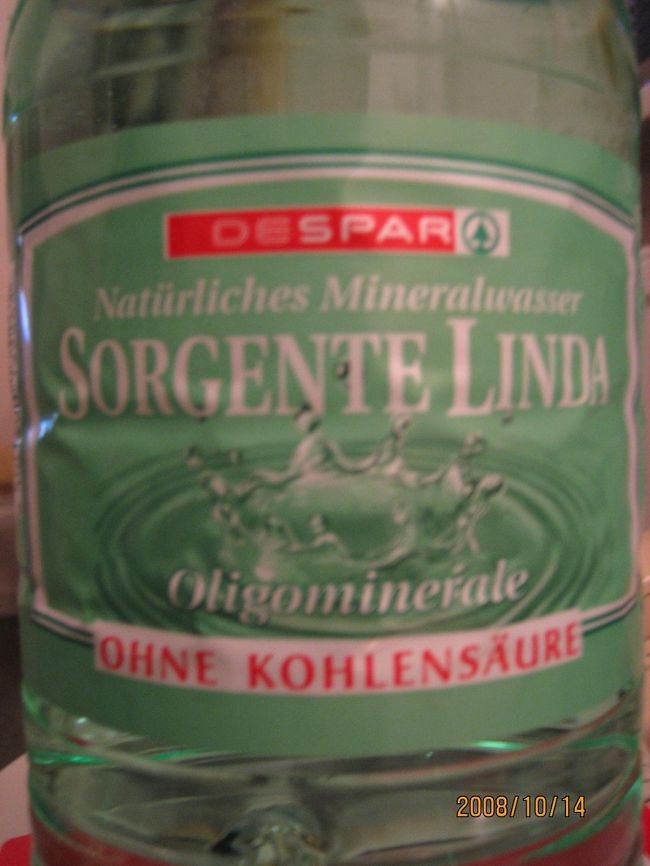 DESPAR
Natürliches Mineralwasser
SORGENTE LINDA
Oligominerale
OHNE KOHLENSÄURE
2008/10/14